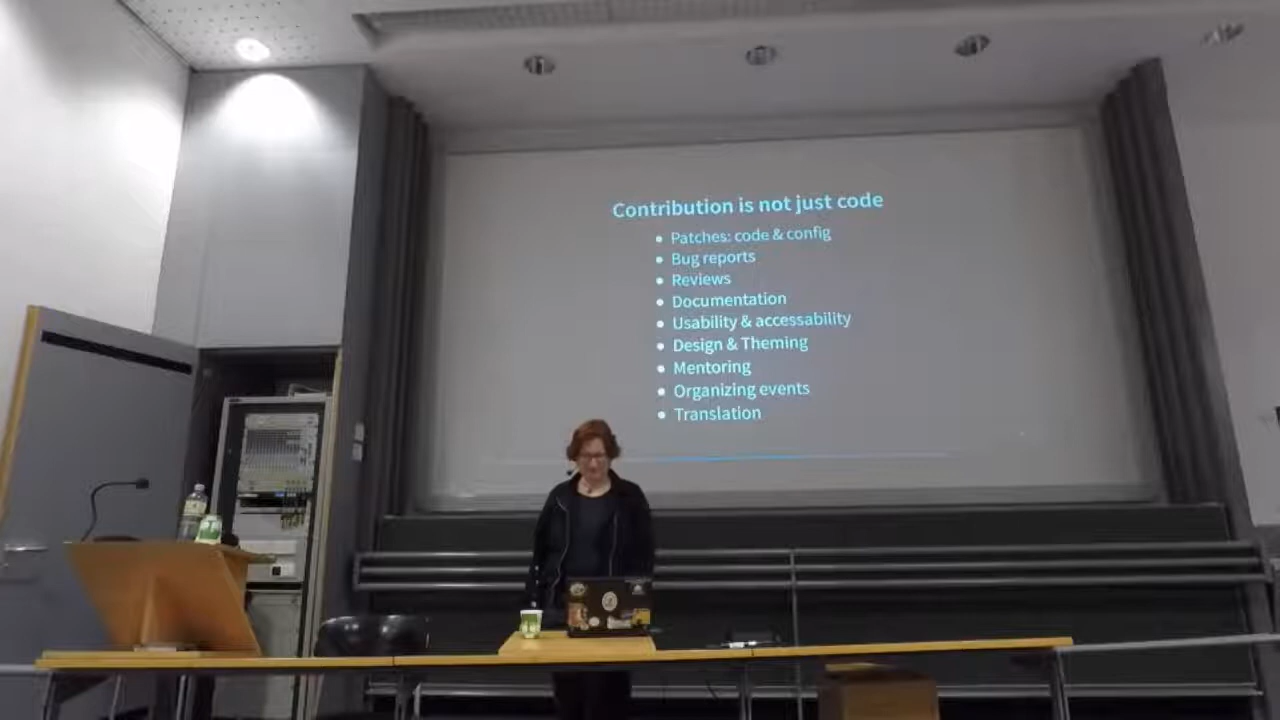 Contribution is not just code
Patches: code & config
Bug reports
Reviews
Documentation
Usability & accessability
Design & Theming
Mentoring
Organizing events
Translation